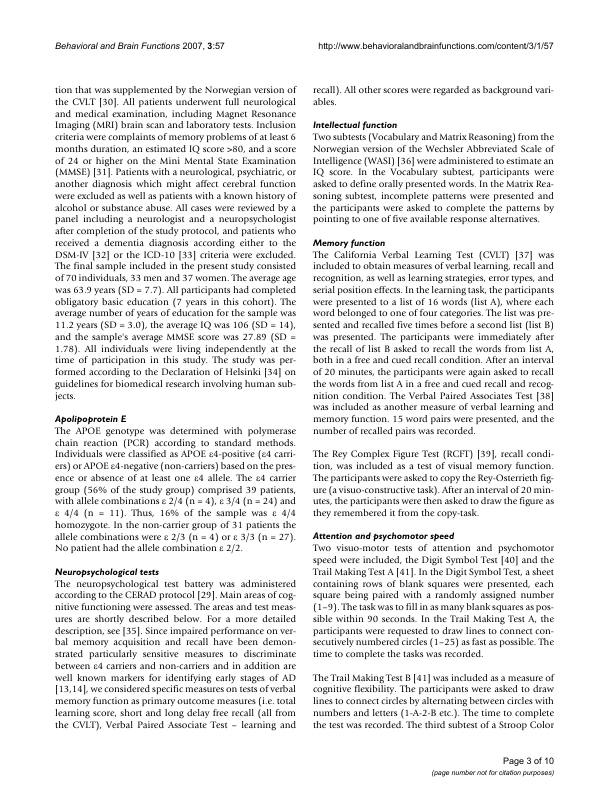 Behavioral and Brain Functions 2007, 3:57
http://www.behavioralandbrainfunctions.com/content/3/1/57
tion that was supplemented by the Norwegian version of
the CVLT [30]. All patients underwent full neurological
and medical examination, including Magnet Resonance
Imaging (MRI) brain scan and laboratory tests. Inclusion
criteria were complaints of memory problems of at least 6
months duration, an estimated IQ score >80, and a score
of 24 or higher on the Mini Mental State Examination
(MMSE) [31]. Patients with a neurological, psychiatric, or
another diagnosis which might affect cerebral function
were excluded as well as patients with a known history of
alcohol or substance abuse. All cases were reviewed by a
panel including a neurologist and a neuropsychologist
after completion of the study protocol, and patients who
received a dementia diagnosis according either to the
DSM-IV [32] or the ICD-10 [33] criteria were excluded.
The final sample included in the present study consisted
of 70 individuals, 33 men and 37 women. The average age
was 63.9 years (SD = 7.7). All participants had completed
obligatory basic education (7 years in this cohort). The
average number of years of education for the sample was
11.2 years (SD = 3.0), the average IQ was 106 (SD = 14),
and the sample's average MMSE score was 27.89 (SD =
1.78). All individuals were living independently at the
time of participation in this study. The study was per-
formed according to the Declaration of Helsinki [34] on
guidelines for biomedical research involving human sub-
jects.
Apolipoprotein E
The APOE genotype was determined with polymerase
chain reaction (PCR) according to standard methods.
Individuals were classified as APOE ε4-positive (ε4 carri-
ers) or APOE ε4-negative (non-carriers) based on the pres-
ence or absence of at least one ε4 allele. The ε4 carrier
group (56% of the study group) comprised 39 patients,
with allele combinations ε 2/4 (n = 4), ε 3/4 (n = 24) and
ε 4/4 (n = 11). Thus, 16% of the sample was ε 4/4
homozygote. In the non-carrier group of 31 patients the
allele combinations were ε 2/3 (n = 4) or ε 3/3 (n = 27).
No patient had the allele combination ε 2/2.
Neuropsychological tests
The neuropsychological test battery was administered
according to the CERAD protocol [29]. Main areas of cog-
nitive functioning were assessed. The areas and test meas-
ures are shortly described below. For a more detailed
description, see [35]. Since impaired performance on ver-
bal memory acquisition and recall have been demon-
strated particularly sensitive measures to discriminate
between ε4 carriers and non-carriers and in addition are
well known markers for identifying early stages of AD
[13,14], we considered specific measures on tests of verbal
memory function as primary outcome measures (i.e. total
learning score, short and long delay free recall (all from
the CVLT), Verbal Paired Associate Test – learning and
recall). All other scores were regarded as background vari-
ables.
Intellectual function
Two subtests (Vocabulary and Matrix Reasoning) from the
Norwegian version of the Wechsler Abbreviated Scale of
Intelligence (WASI) [36] were administered to estimate an
IQ score. In the Vocabulary subtest, participants were
asked to define orally presented words. In the Matrix Rea-
soning subtest, incomplete patterns were presented and
the participants were asked to complete the patterns by
pointing to one of five available response alternatives.
Memory function
The California Verbal Learning Test (CVLT) [37] was
included to obtain measures of verbal learning, recall and
recognition, as well as learning strategies, error types, and
serial position effects. In the learning task, the participants
were presented to a list of 16 words (list A), where each
word belonged to one of four categories. The list was pre-
sented and recalled five times before a second list (list B)
was presented. The participants were immediately after
the recall of list B asked to recall the words from list A,
both in a free and cued recall condition. After an interval
of 20 minutes, the participants were again asked to recall
the words from list A in a free and cued recall and recog-
nition condition. The Verbal Paired Associates Test [38]
was included as another measure of verbal learning and
memory function. 15 word pairs were presented, and the
number of recalled pairs was recorded.
The Rey Complex Figure Test (RCFT) [39], recall condi-
tion, was included as a test of visual memory function.
The participants were asked to copy the Rey-Osterrieth fig-
ure (a visuo-constructive task). After an interval of 20 min-
utes, the participants were then asked to draw the figure as
they remembered it from the copy-task.
Attention and psychomotor speed
Two visuo-motor tests of attention and psychomotor
speed were included, the Digit Symbol Test [40] and the
Trail Making Test A [41]. In the Digit Symbol Test, a sheet
containing rows of blank squares were presented, each
square being paired with a randomly assigned number
(1–9). The task was to fill in as many blank squares as pos-
sible within 90 seconds. In the Trail Making Test A, the
participants were requested to draw lines to connect con-
secutively numbered circles (1–25) as fast as possible. The
time to complete the tasks was recorded.
The Trail Making Test B [41] was included as a measure of
cognitive flexibility. The participants were asked to draw
lines to connect circles by alternating between circles with
numbers and letters (1-A-2-B etc.). The time to complete
the test was recorded. The third subtest of a Stroop Color
Page 3 of 10
(page number not for citation purposes)